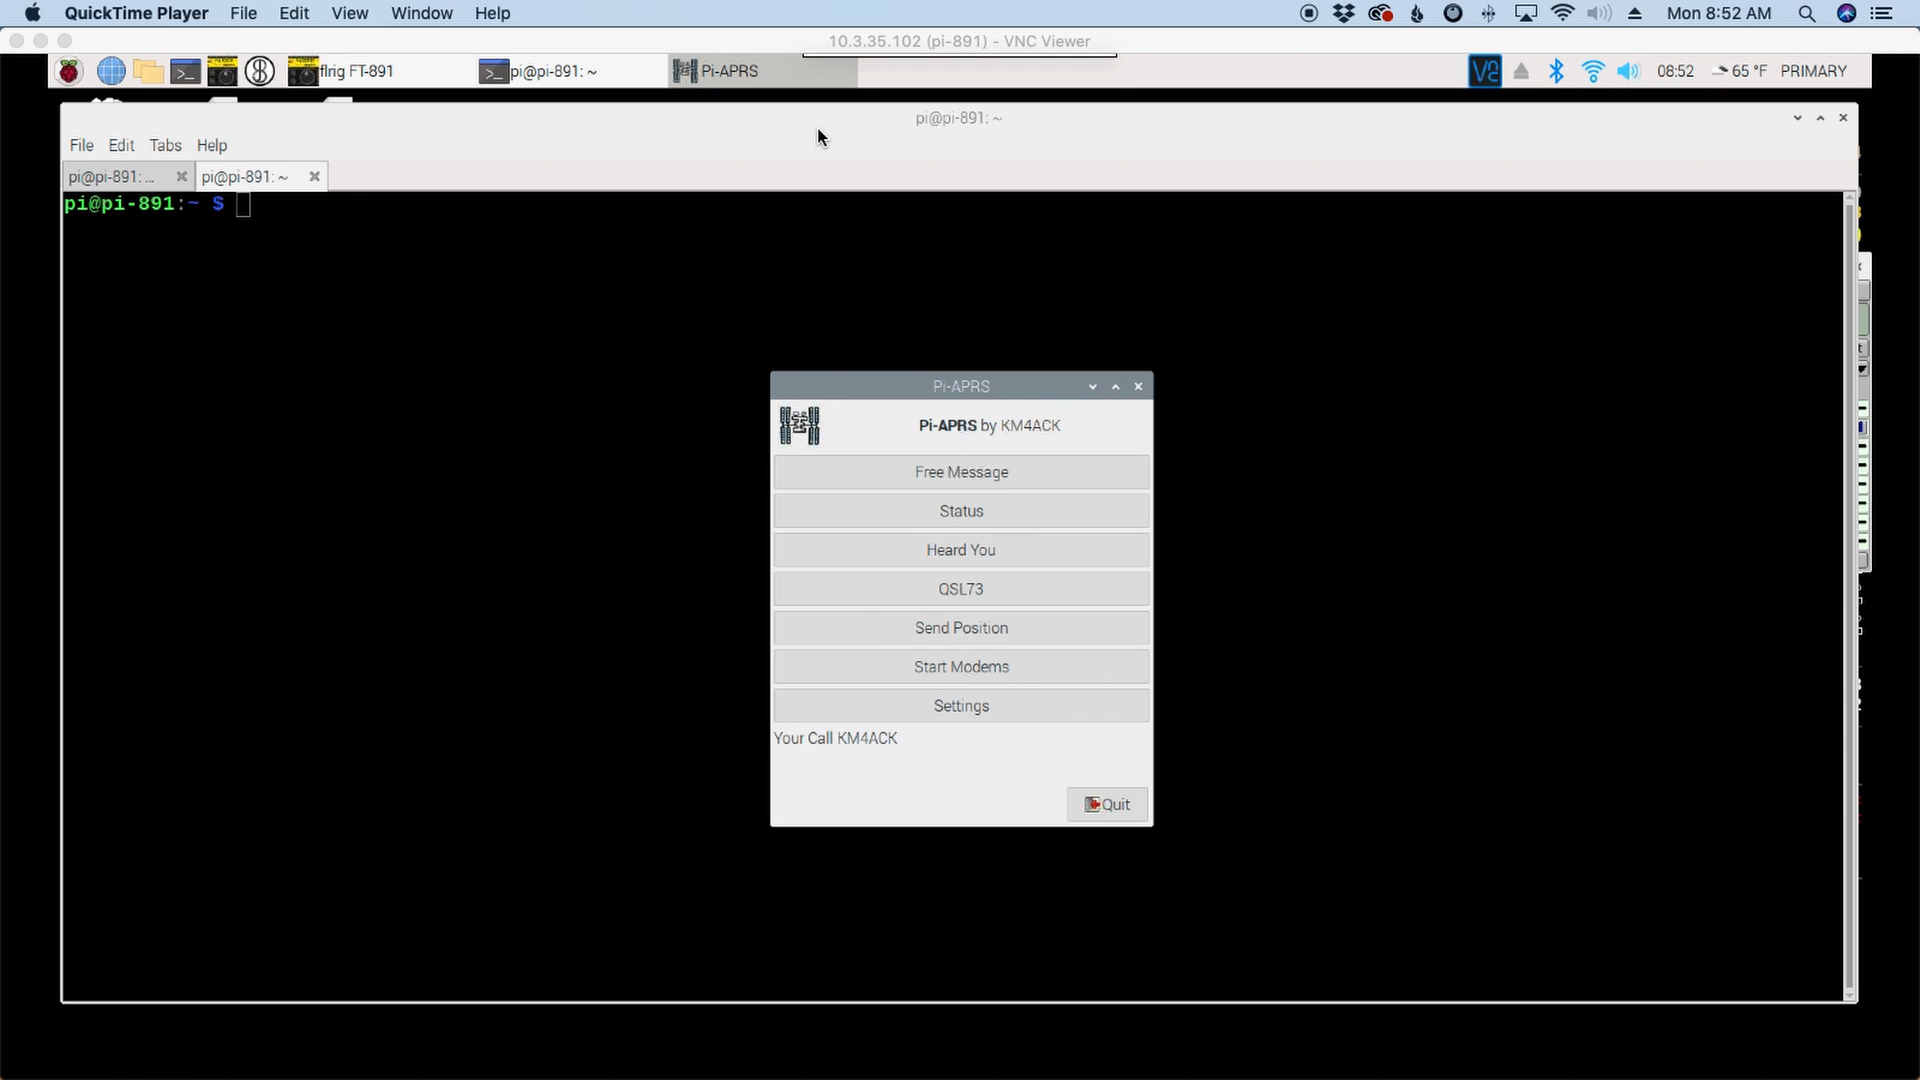 QuickTime Player File Edit View Window Help Mon 8:52 AM
10.3.35.102 (pi-891) - VNC Viewer
flrig FT-891 pi@pi-891: ~ Pi-APRS 08:52 65 °F PRIMARY
pi@pi-891: ~
File Edit Tabs Help
pi@pi-891: ... pi@pi-891: ~
pi@pi-891:~ $
Pi-APRS
Pi-APRS by KM4ACK
Free Message
Status
Heard You
QSL73
Send Position
Start Modems
Settings
Your Call KM4ACK
Quit